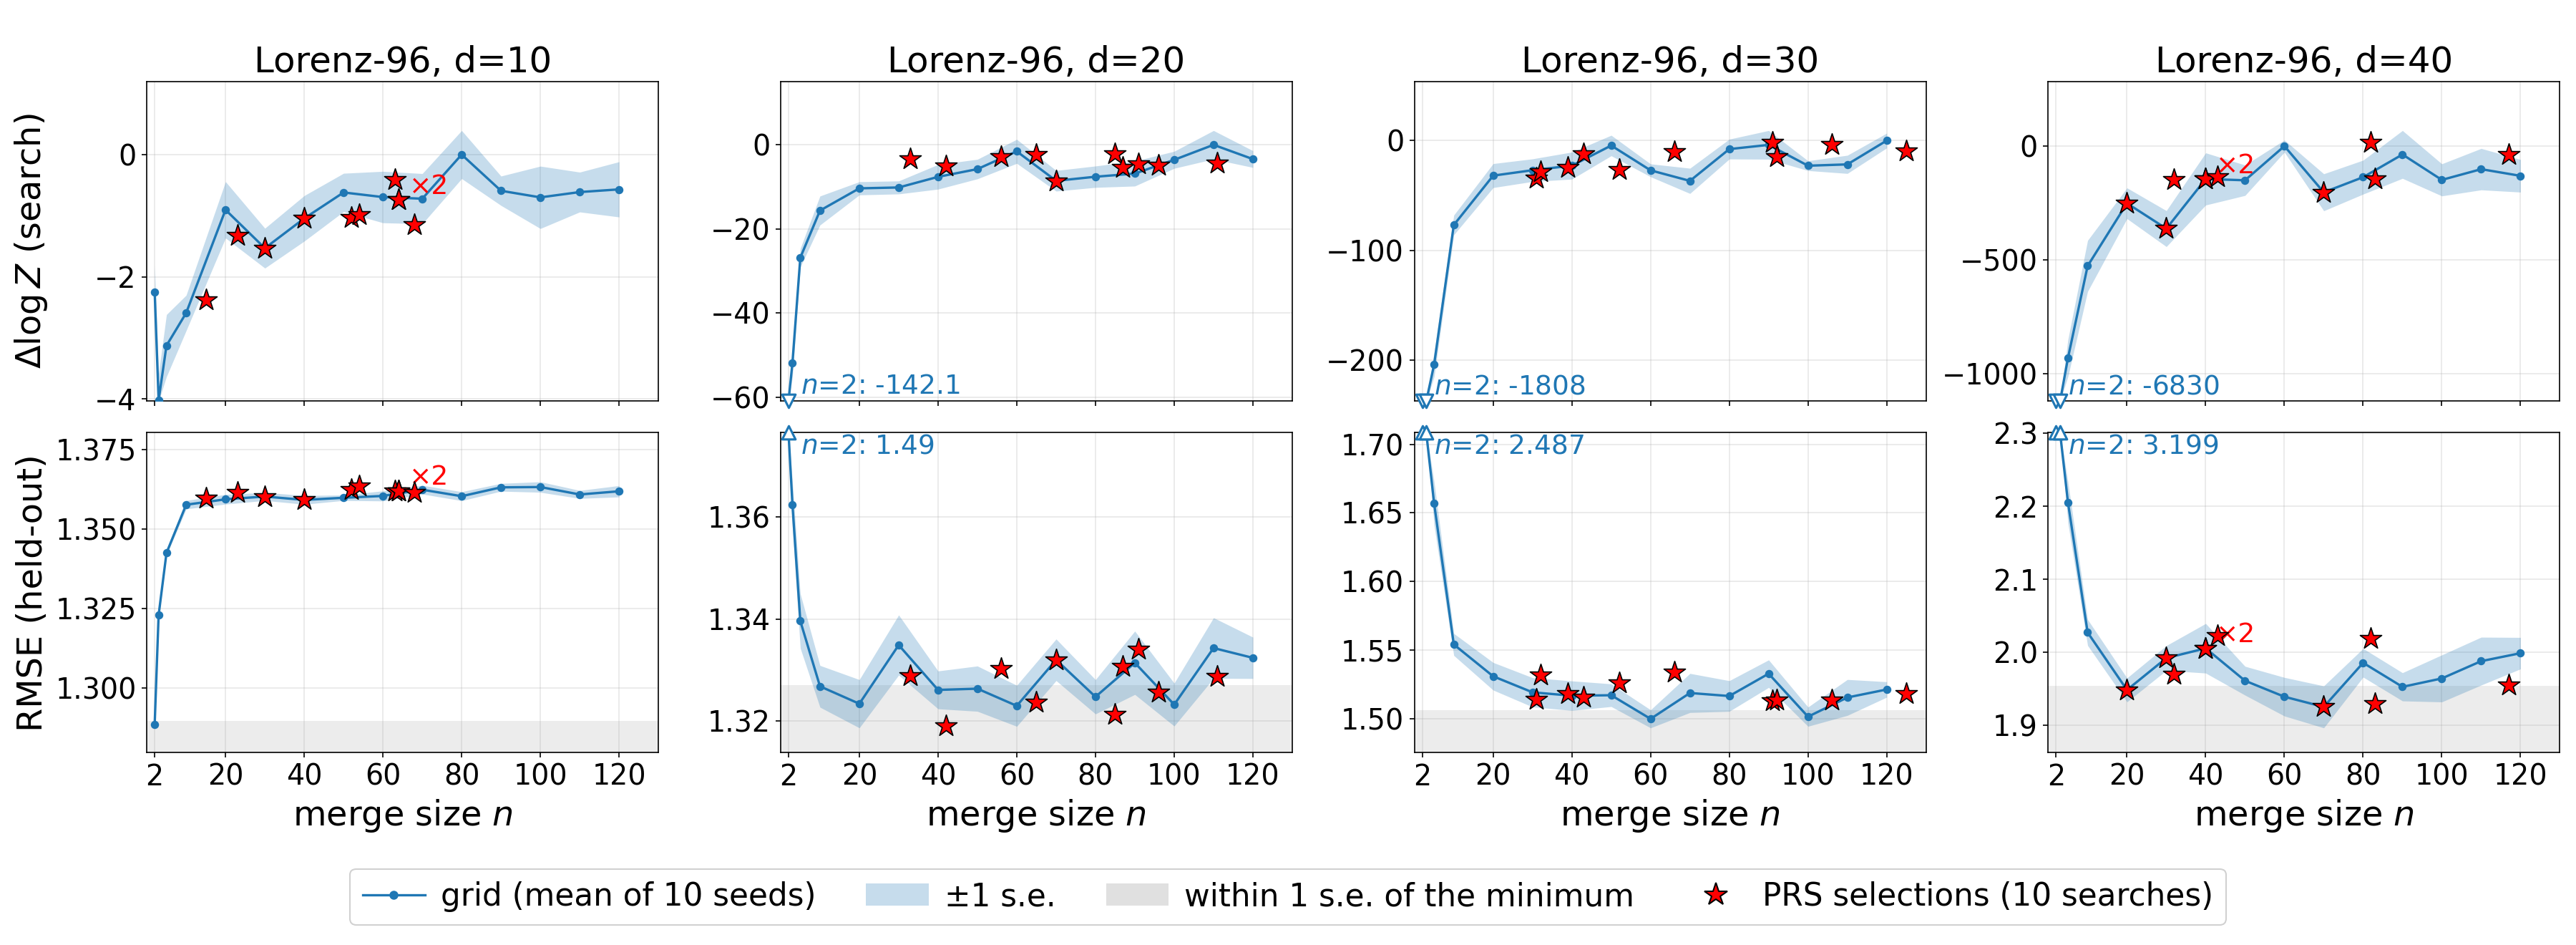 Lorenz-96, d=10
Lorenz-96, d=20
Lorenz-96, d=30
Lorenz-96, d=40
Δlog Z (search)
0
−2
−4
×2
0
−20
−40
−60
n=2: -142.1
0
−100
−200
n=2: -1808
0
−500
−1000
×2
n=2: -6830
RMSE (held-out)
1.375
1.350
1.325
1.300
×2
2 20 40 60 80 100 120
merge size n
1.36
1.34
1.32
n=2: 1.49
2 20 40 60 80 100 120
merge size n
1.70
1.65
1.60
1.55
1.50
n=2: 2.487
2 20 40 60 80 100 120
merge size n
2.3
2.2
2.1
2.0
1.9
n=2: 3.199
×2
2 20 40 60 80 100 120
merge size n
grid (mean of 10 seeds) ±1 s.e. within 1 s.e. of the minimum PRS selections (10 searches)